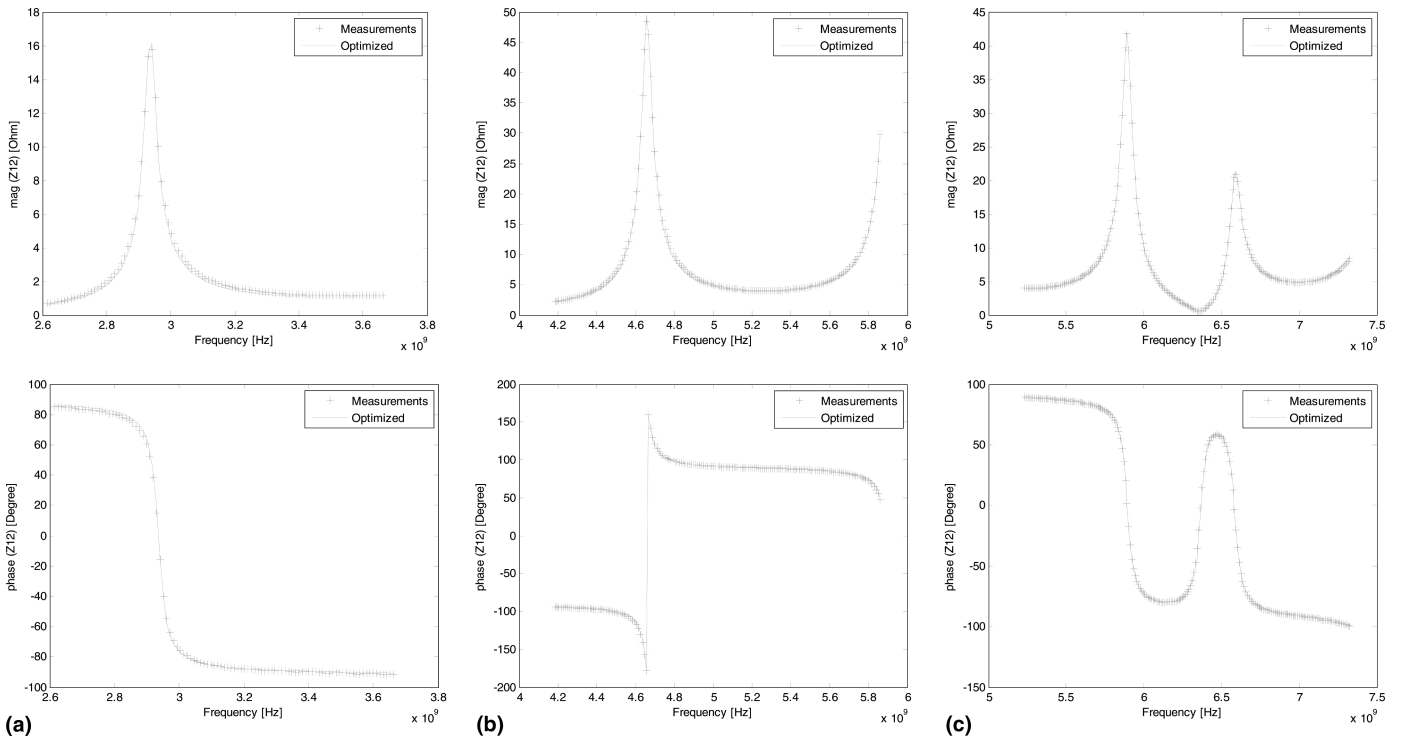 18
16
14
12
10
8
6
4
2
0
mag (Z12) [Ohm]
Measurements
Optimized
2.6 2.8 3 3.2 3.4 3.6 3.8
Frequency [Hz]
x 10^9
50
45
40
35
30
25
20
15
10
5
0
mag (Z12) [Ohm]
Measurements
Optimized
4 4.2 4.4 4.6 4.8 5 5.2 5.4 5.6 5.8 6
Frequency [Hz]
x 10^9
45
40
35
30
25
20
15
10
5
0
mag (Z12) [Ohm]
Measurements
Optimized
5 5.5 6 6.5 7 7.5
Frequency [Hz]
x 10^9
100
80
60
40
20
0
-20
-40
-60
-80
-100
phase (Z12) [Degree]
Measurements
Optimized
2.6 2.8 3 3.2 3.4 3.6 3.8
Frequency [Hz]
x 10^9
(a)
200
150
100
50
0
-50
-100
-150
-200
phase (Z12) [Degree]
Measurements
Optimized
4 4.2 4.4 4.6 4.8 5 5.2 5.4 5.6 5.8 6
Frequency [Hz]
x 10^9
(b)
100
50
0
-50
-100
-150
phase (Z12) [Degree]
Measurements
Optimized
5 5.5 6 6.5 7 7.5
Frequency [Hz]
x 10^9
(c)